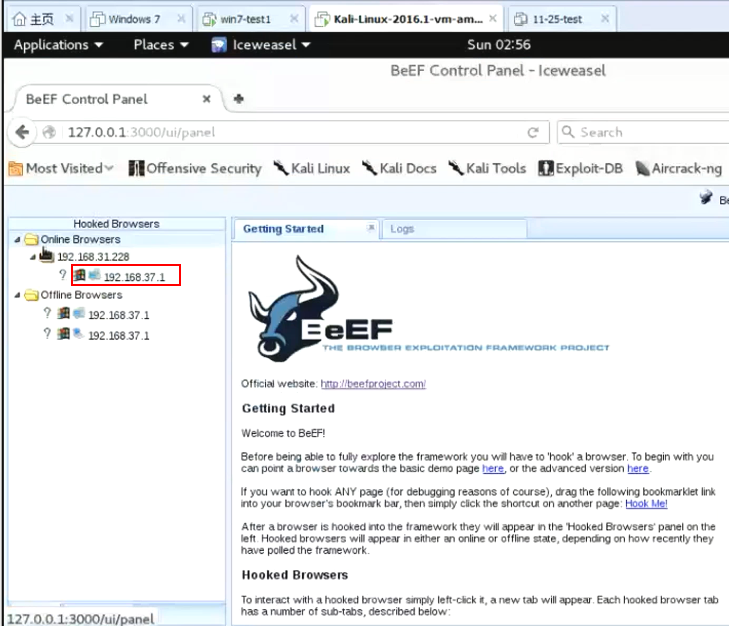 主页
Windows 7
win7-test1
Kali-Linux-2016.1-vm-am...
11-25-test
Applications
Places
Iceweasel
Sun 02:56
BeEF Control Panel - Iceweasel
BeEF Control Panel
127.0.0.1:3000/ui/panel
Search
Most Visited
Offensive Security
Kali Linux
Kali Docs
Kali Tools
Exploit-DB
Aircrack-ng
Be
Hooked Browsers
Getting Started
Logs
Online Browsers
192.168.31.228
? 192.168.37.1
Offline Browsers
? 192.168.37.1
? 192.168.37.1
BeEF
THE BROWSER EXPLOITATION FRAMEWORK PROJECT
Official website: http://beefproject.com/
Getting Started
Welcome to BeEF!
Before being able to fully explore the framework you will have to 'hook' a browser. To begin with you
can point a browser towards the basic demo page here, or the advanced version here.
If you want to hook ANY page (for debugging reasons of course), drag the following bookmarklet link
into your browser's bookmark bar, then simply click the shortcut on another page: Hook Me!
After a browser is hooked into the framework they will appear in the 'Hooked Browsers' panel on the
left. Hooked browsers will appear in either an online or offline state, depending on how recently they
have polled the framework.
Hooked Browsers
To interact with a hooked browser simply left-click it, a new tab will appear. Each hooked browser tab
has a number of sub-tabs, described below:
127.0.0.1:3000/ui/panel